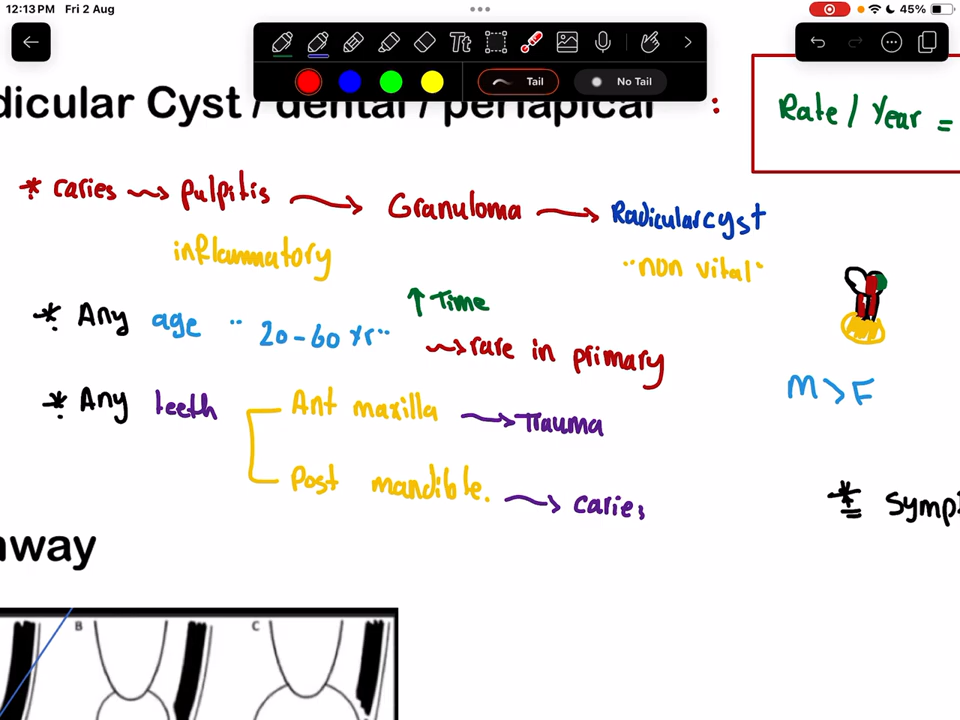 12:13 PM Fri 2 Aug 45%
Tt
Tail No Tail
dicular Cyst / dental / periapical :
Rate / Year =
* caries → Pulpitis → Granuloma → Radicularcyst
inflammatory "non vital"
↑ Time
* Any age "20-60 Yr"
→ rare in primary
M > F
* Any teeth Ant maxilla → Trauma
Post mandible. → caries
* Symp
nway
B C